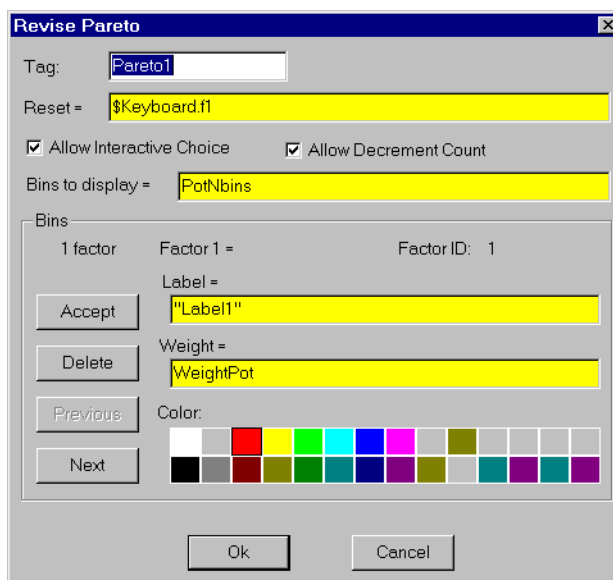 Revise Pareto
Tag: Pareto1
Reset = $Keyboard.f1
Allow Interactive Choice Allow Decrement Count
Bins to display = PotNbins
Bins
1 factor Factor 1 = Factor ID: 1
Label =
Accept "Label1"
Weight =
Delete WeightPot
Previous Color:
Next
Ok Cancel